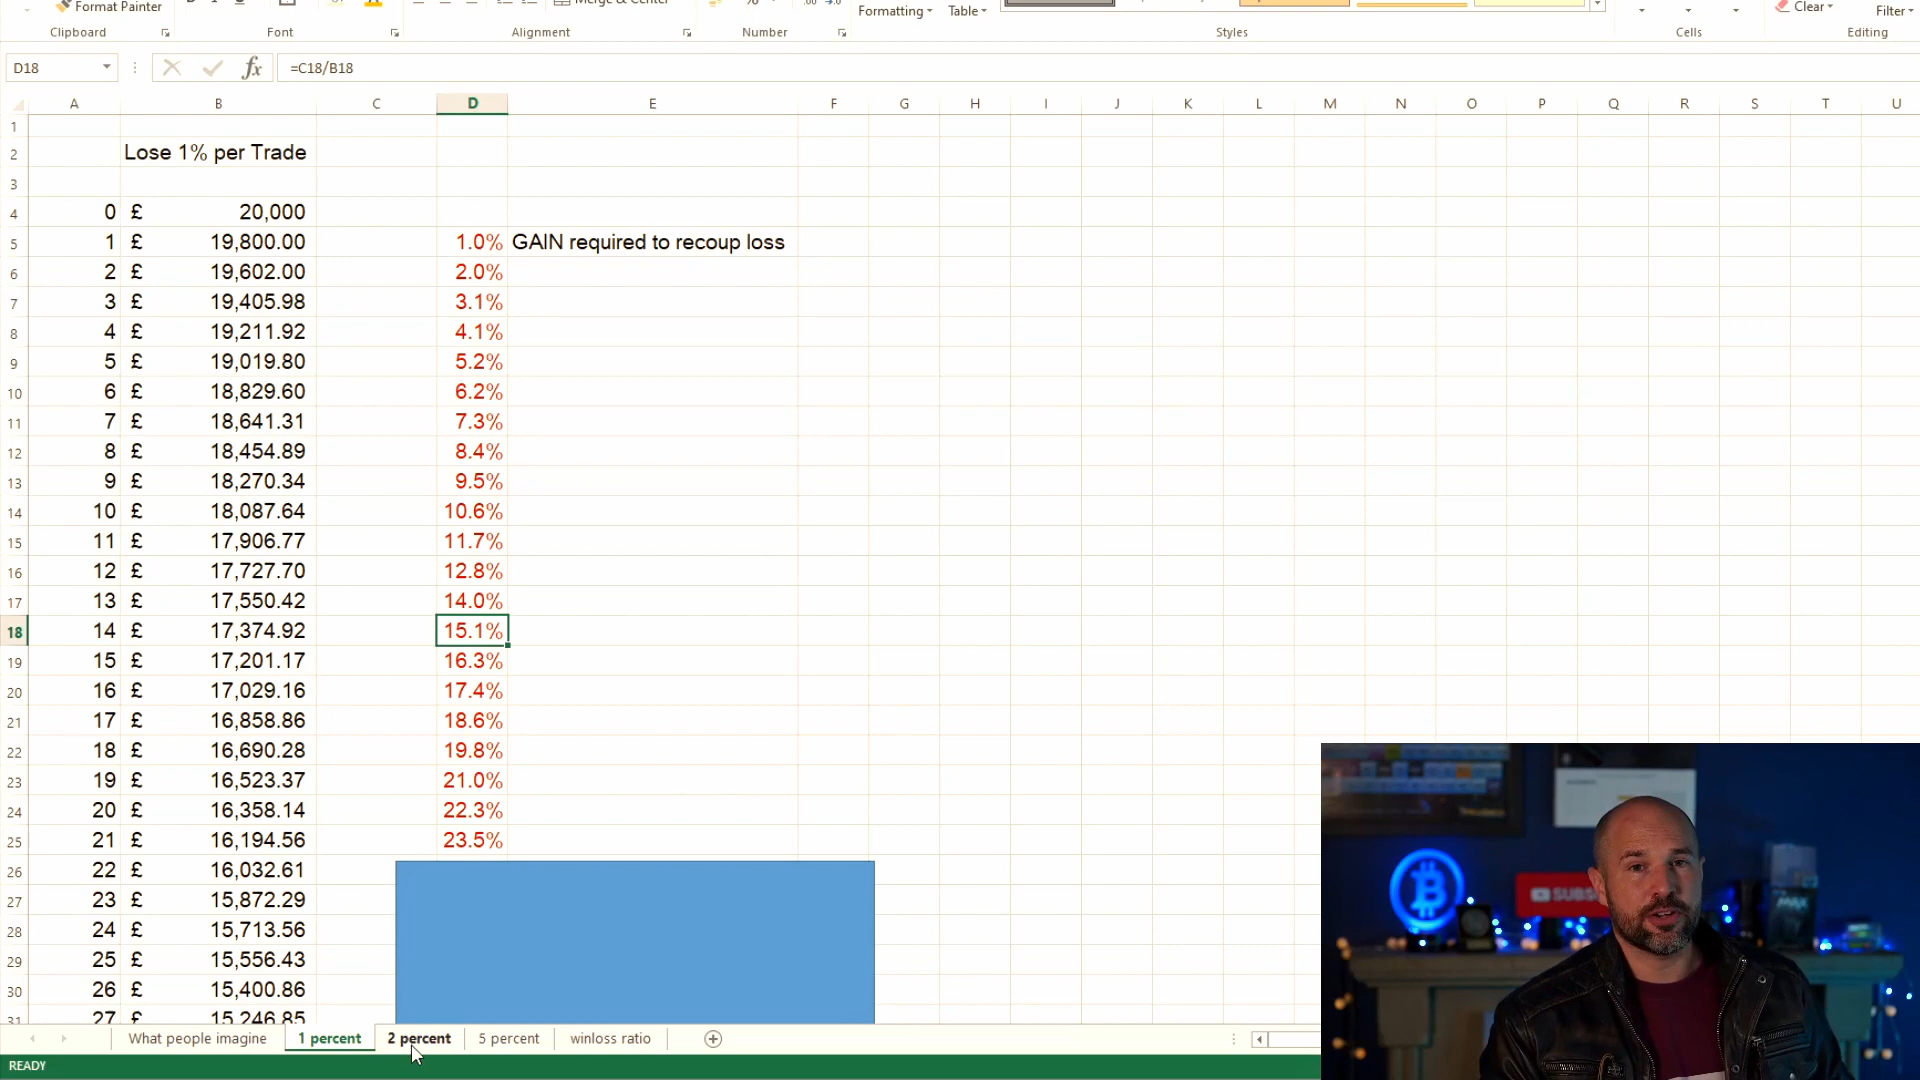 Format Painter
Merge & Center
%
.00
Formatting
Table
Clear
Filter
Clipboard
Font
Alignment
Number
Styles
Cells
Editing
D18
fx
=C18/B18
A B C D E F G H I J K L M N O P Q R S T U
1
2 Lose 1% per Trade
3
4 0 £ 20,000
5 1 £ 19,800.00 1.0% GAIN required to recoup loss
6 2 £ 19,602.00 2.0%
7 3 £ 19,405.98 3.1%
8 4 £ 19,211.92 4.1%
9 5 £ 19,019.80 5.2%
10 6 £ 18,829.60 6.2%
11 7 £ 18,641.31 7.3%
12 8 £ 18,454.89 8.4%
13 9 £ 18,270.34 9.5%
14 10 £ 18,087.64 10.6%
15 11 £ 17,906.77 11.7%
16 12 £ 17,727.70 12.8%
17 13 £ 17,550.42 14.0%
18 14 £ 17,374.92 15.1%
19 15 £ 17,201.17 16.3%
20 16 £ 17,029.16 17.4%
21 17 £ 16,858.86 18.6%
22 18 £ 16,690.28 19.8%
23 19 £ 16,523.37 21.0%
24 20 £ 16,358.14 22.3%
25 21 £ 16,194.56 23.5%
26 22 £ 16,032.61
27 23 £ 15,872.29
28 24 £ 15,713.56
29 25 £ 15,556.43
30 26 £ 15,400.86
31 27 £ 15,246.85
What people imagine
1 percent
2 percent
5 percent
winloss ratio
READY
SUBS
MAX